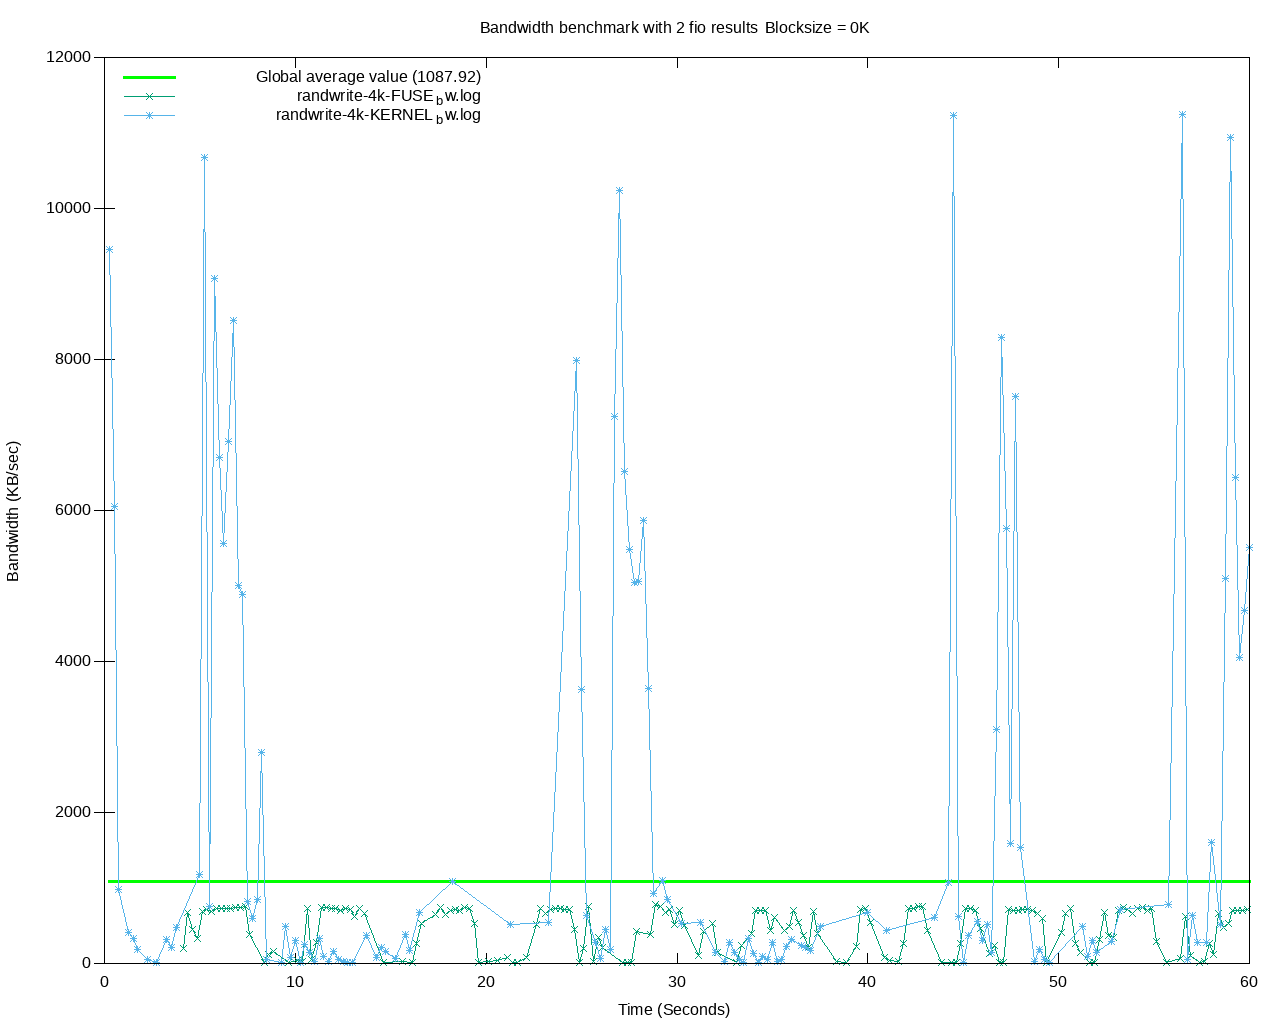 Bandwidth benchmark with 2 fio results Blocksize = 0K
12000
10000
8000
6000
4000
2000
0
Bandwidth (KB/sec)
Global average value (1087.92)
randwrite-4k-FUSE_bw.log
randwrite-4k-KERNEL_bw.log
0 10 20 30 40 50 60
Time (Seconds)